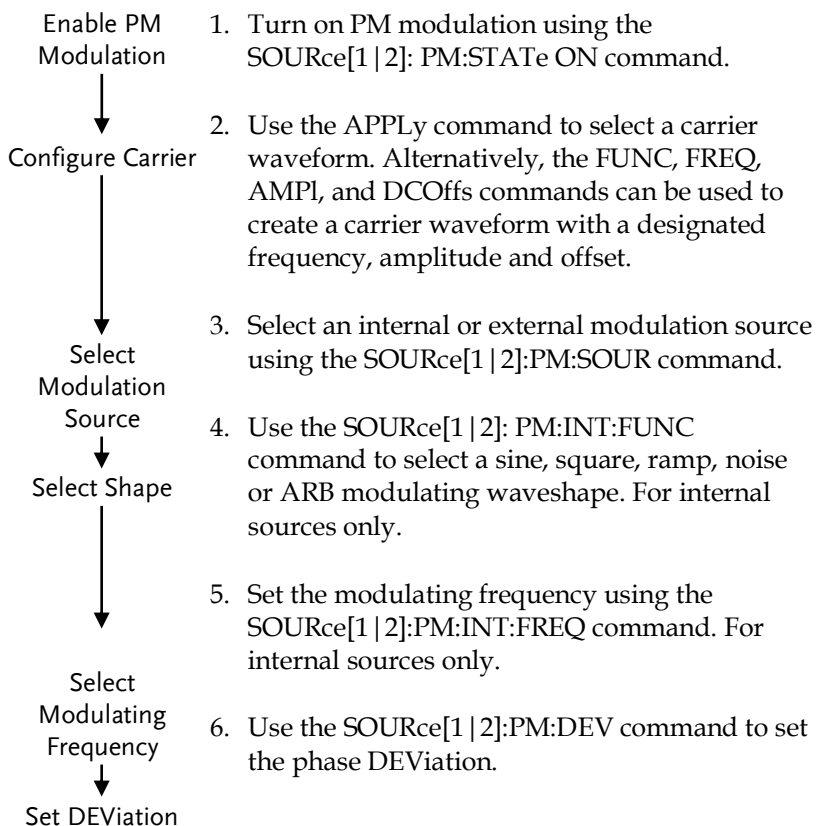 Enable PM
Modulation
Configure Carrier
Select
Modulation
Source
Select Shape
Select
Modulating
Frequency
Set DEViation
1. Turn on PM modulation using the
SOURce[1|2]: PM:STATe ON command.
2. Use the APPLy command to select a carrier
waveform. Alternatively, the FUNC, FREQ,
AMPl, and DCOffs commands can be used to
create a carrier waveform with a designated
frequency, amplitude and offset.
3. Select an internal or external modulation source
using the SOURce[1|2]:PM:SOUR command.
4. Use the SOURce[1|2]: PM:INT:FUNC
command to select a sine, square, ramp, noise
or ARB modulating waveshape. For internal
sources only.
5. Set the modulating frequency using the
SOURce[1|2]:PM:INT:FREQ command. For
internal sources only.
6. Use the SOURce[1|2]:PM:DEV command to set
the phase DEViation.